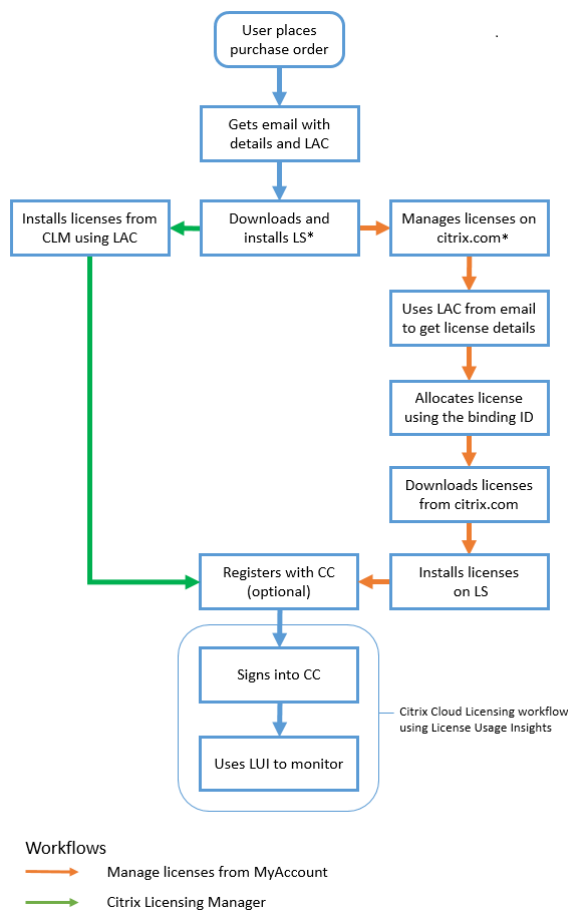 User places
purchase order
Gets email with
details and LAC
Installs licenses from
CLM using LAC
Downloads and
installs LS*
Manages licenses on
citrix.com*
Uses LAC from email
to get license details
Allocates license
using the binding ID
Downloads licenses
from citrix.com
Registers with CC
(optional)
Installs licenses
on LS
Signs into CC
Citrix Cloud Licensing workflow
using License Usage Insights
Uses LUI to monitor
Workflows
Manage licenses from MyAccount
Citrix Licensing Manager